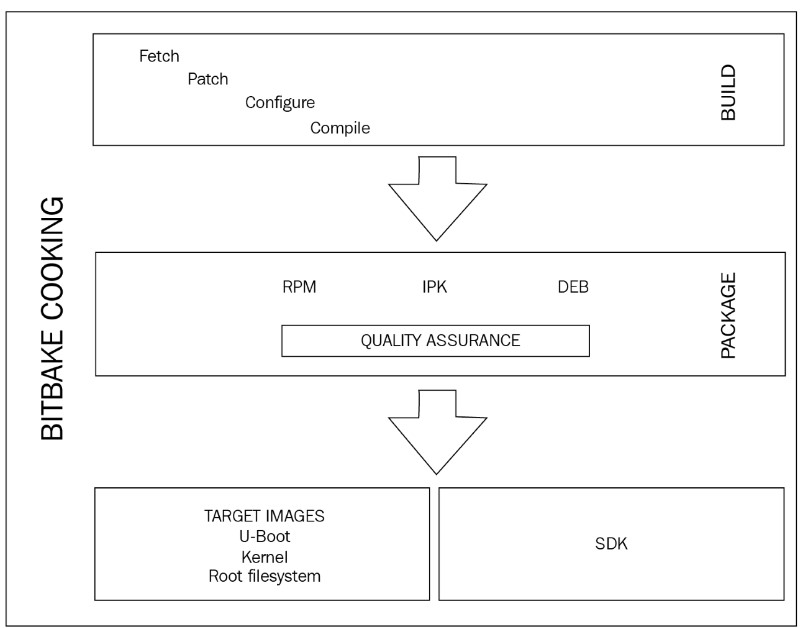 BITBAKE COOKING
Fetch
Patch
Configure
Compile
BUILD
RPM IPK DEB
QUALITY ASSURANCE
PACKAGE
TARGET IMAGES
U-Boot
Kernel
Root filesystem
SDK